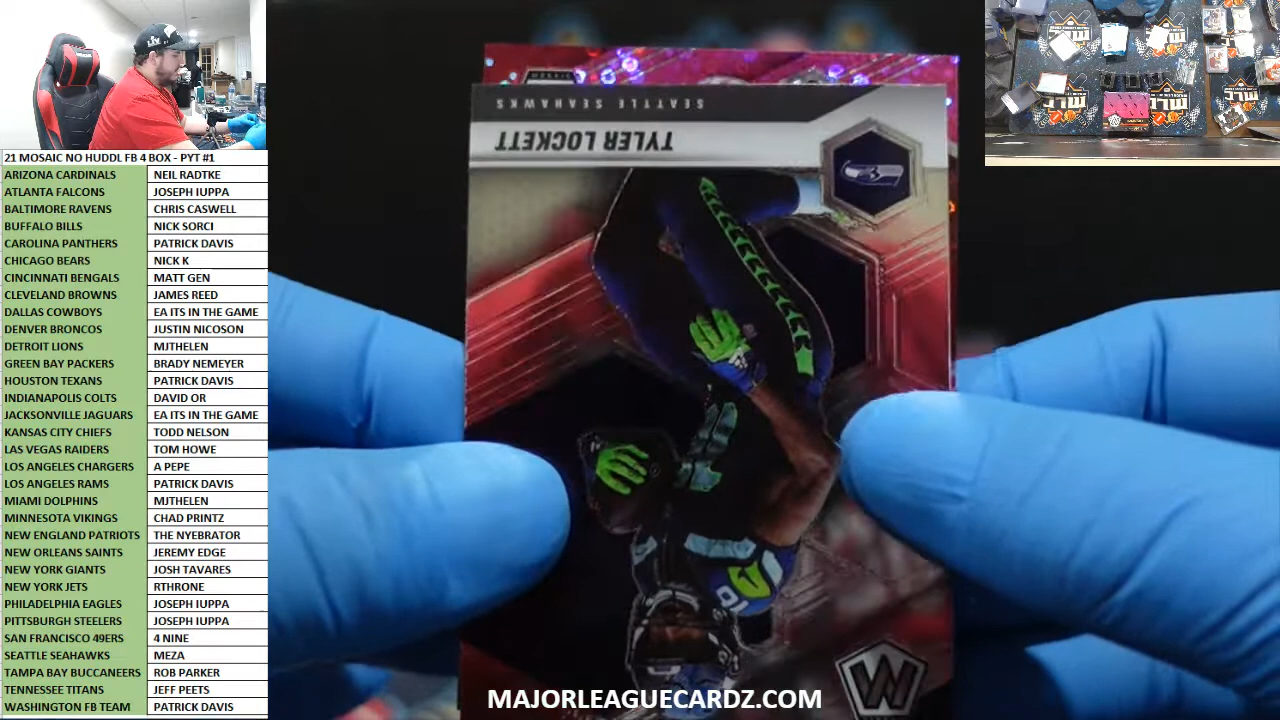 21 MOSAIC NO HUDDL FB 4 BOX - PYT #1
ARIZONA CARDINALS NEIL RADTKE
ATLANTA FALCONS JOSEPH IUPPA
BALTIMORE RAVENS CHRIS CASWELL
BUFFALO BILLS NICK SORCI
CAROLINA PANTHERS PATRICK DAVIS
CHICAGO BEARS NICK K
CINCINNATI BENGALS MATT GEN
CLEVELAND BROWNS JAMES REED
DALLAS COWBOYS EA ITS IN THE GAME
DENVER BRONCOS JUSTIN NICOSON
DETROIT LIONS MJTHELEN
GREEN BAY PACKERS BRADY NEMEYER
HOUSTON TEXANS PATRICK DAVIS
INDIANAPOLIS COLTS DAVID OR
JACKSONVILLE JAGUARS EA ITS IN THE GAME
KANSAS CITY CHIEFS TODD NELSON
LAS VEGAS RAIDERS TOM HOWE
LOS ANGELES CHARGERS A PEPE
LOS ANGELES RAMS PATRICK DAVIS
MIAMI DOLPHINS MJTHELEN
MINNESOTA VIKINGS CHAD PRINTZ
NEW ENGLAND PATRIOTS THE NYEBRATOR
NEW ORLEANS SAINTS JEREMY EDGE
NEW YORK GIANTS JOSH TAVARES
NEW YORK JETS RTHRONE
PHILADELPHIA EAGLES JOSEPH IUPPA
PITTSBURGH STEELERS JOSEPH IUPPA
SAN FRANCISCO 49ERS 4 NINE
SEATTLE SEAHAWKS MEZA
TAMPA BAY BUCCANEERS ROB PARKER
TENNESSEE TITANS JEFF PEETS
WASHINGTON FB TEAM PATRICK DAVIS
MOSAIC
SEATTLE SEAHAWKS
TYLER LOCKETT
16
MAJORLEAGUECARDZ.COM